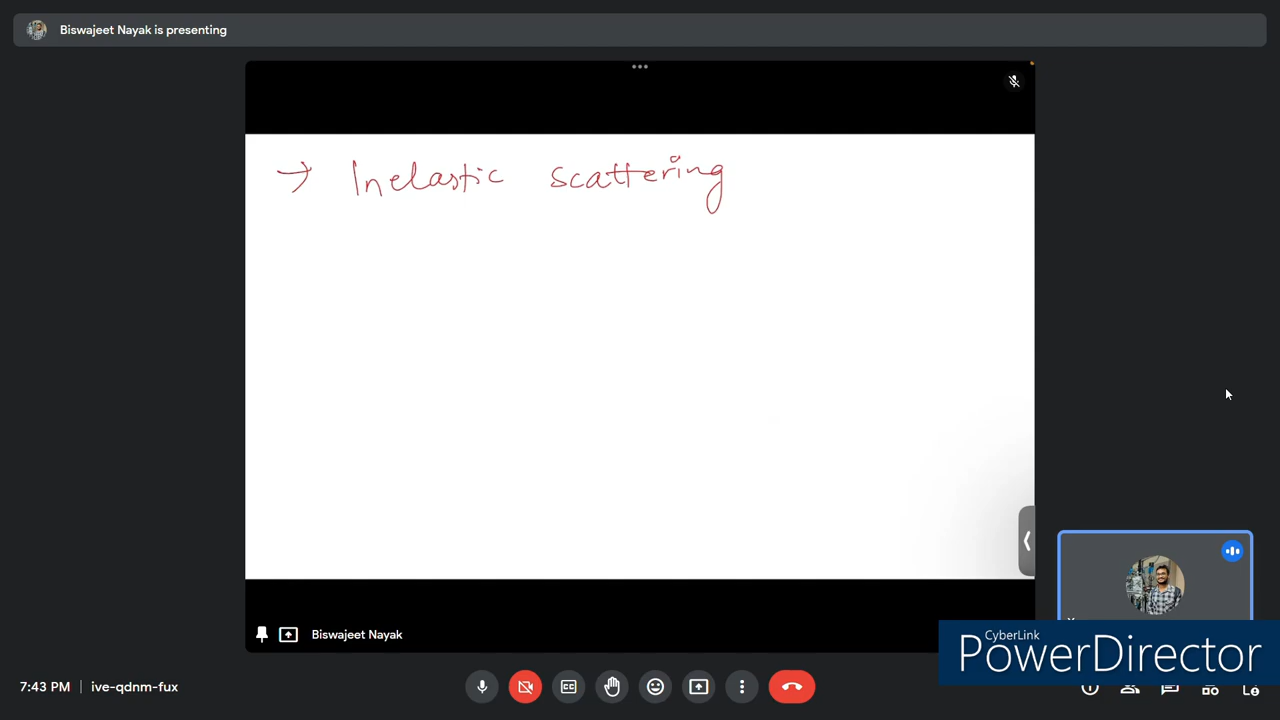 Biswajeet Nayak is presenting
→ Inelastic scattering
Biswajeet Nayak
CyberLink
PowerDirector
7:43 PM | ive-qdnm-fux